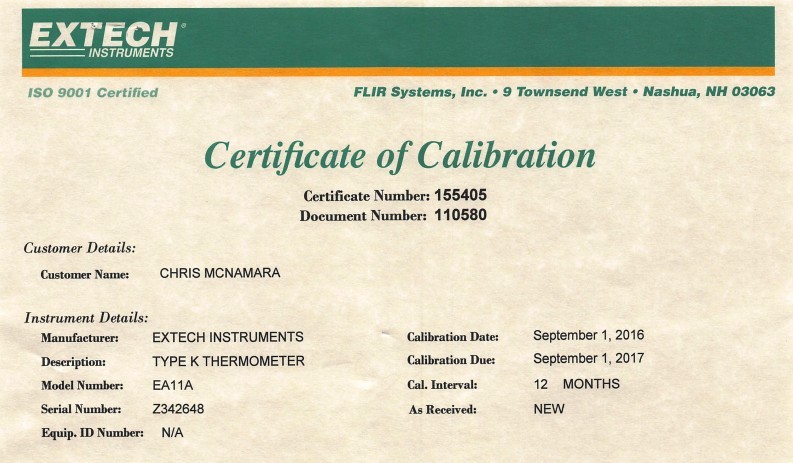 EXTECH®
INSTRUMENTS
ISO 9001 Certified
FLIR Systems, Inc. • 9 Townsend West • Nashua, NH 03063
Certificate of Calibration
Certificate Number: 155405
Document Number: 110580
Customer Details:
Customer Name: CHRIS MCNAMARA
Instrument Details:
Manufacturer: EXTECH INSTRUMENTS
Calibration Date: September 1, 2016
Description: TYPE K THERMOMETER
Calibration Due: September 1, 2017
Model Number: EA11A
Cal. Interval: 12 MONTHS
Serial Number: Z342648
As Received: NEW
Equip. ID Number: N/A